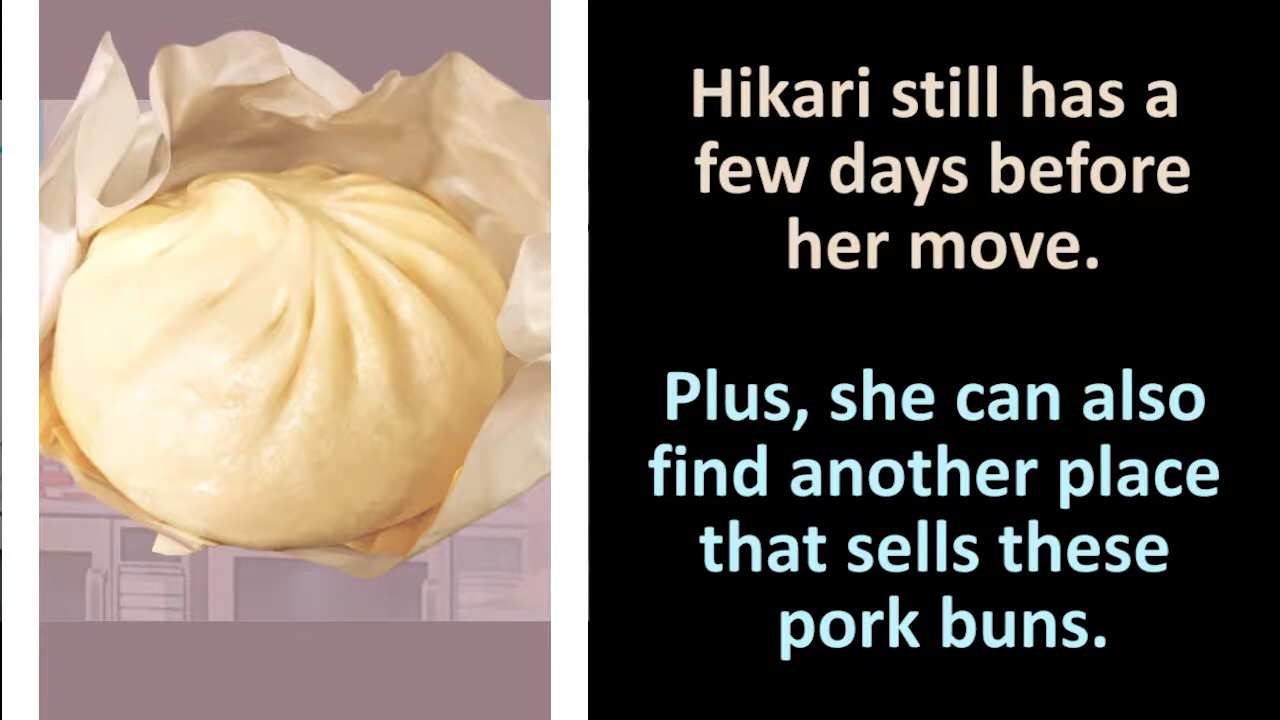 Hikari still has a
few days before
her move.
Plus, she can also
find another place
that sells these
pork buns.